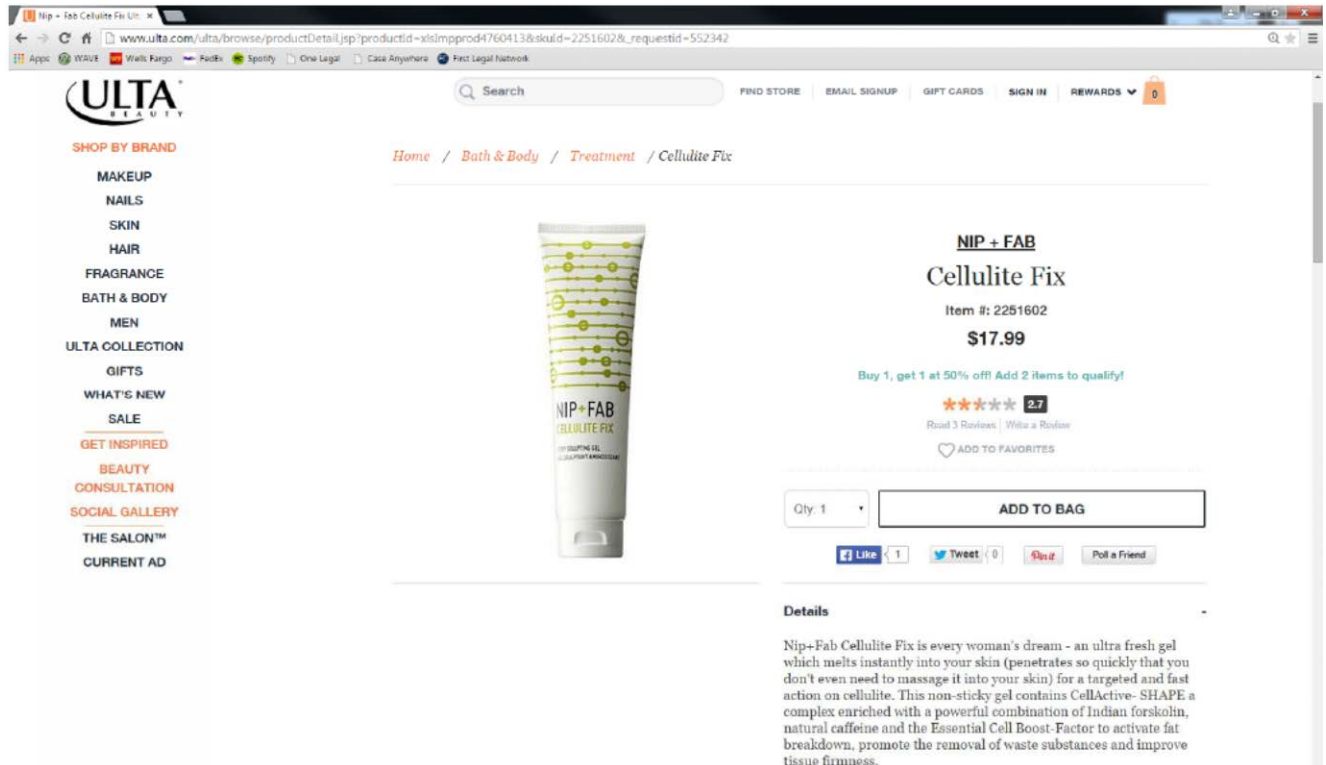 Nip + Fab Cellulite Fix Ult
www.ulta.com/ulta/browse/productDetail.jsp?productId=xlsImpprod4760413&skuId=2251602&_requestid=552342
Apps WAVE Wells Fargo FedEx Spotify One Legal Case Anywhere First Legal Network
ULTA
BEAUTY
Search
FIND STORE EMAIL SIGNUP GIFT CARDS SIGN IN REWARDS 0
SHOP BY BRAND
MAKEUP
NAILS
SKIN
HAIR
FRAGRANCE
BATH & BODY
MEN
ULTA COLLECTION
GIFTS
WHAT'S NEW
SALE
GET INSPIRED
BEAUTY
CONSULTATION
SOCIAL GALLERY
THE SALON™
CURRENT AD
Home / Bath & Body / Treatment / Cellulite Fix
NIP+FAB
CELLULITE FIX
NIP + FAB
Cellulite Fix
Item #: 2251602
$17.99
Buy 1, get 1 at 50% off! Add 2 items to qualify!
2.7
Read 3 Reviews | Write a Review
ADD TO FAVORITES
Qty: 1 ADD TO BAG
Like 1 Tweet 0 Pin it Poll a Friend
Details -
Nip+Fab Cellulite Fix is every woman's dream - an ultra fresh gel
which melts instantly into your skin (penetrates so quickly that you
don't even need to massage it into your skin) for a targeted and fast
action on cellulite. This non-sticky gel contains CellActive- SHAPE a
complex enriched with a powerful combination of Indian forskolin,
natural caffeine and the Essential Cell Boost-Factor to activate fat
breakdown, promote the removal of waste substances and improve
tissue firmness.